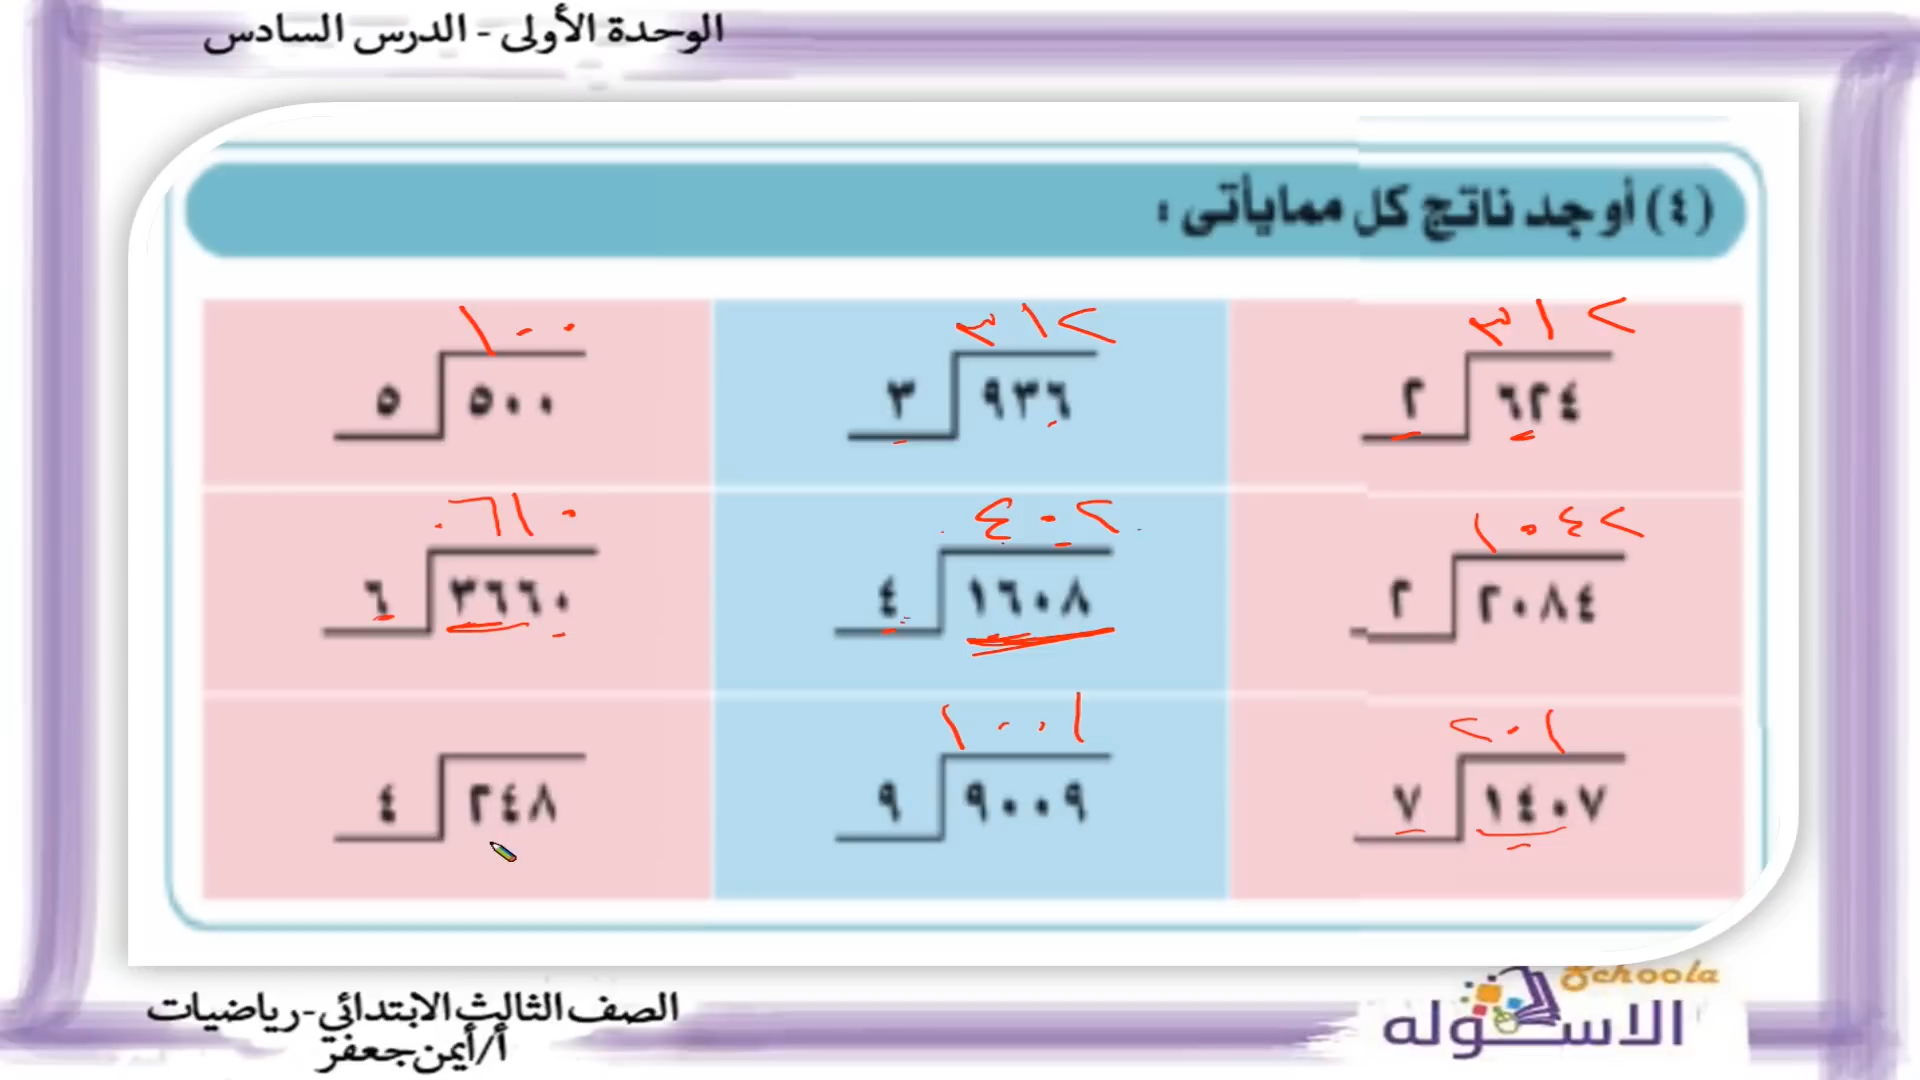 الوحدة الأولى - الدرس السادس
(٤) أوجد ناتج كل ممايأتى :
٣١٢ ٣١٢ ١٠٠
٢ ٦٢٤ ٣ ٩٣٦ ٥ ٥٠٠
١٠٤٢ ٤٠٢ ٠٦١٠
٢ ٢٠٨٤ ٤ ١٦٠٨ ٦ ٣٦٦٠
٢٠١ ١٠٠١
٧ ١٤٠٧ ٩ ٩٠٠٩ ٤ ٢٤٨
Schoola
الاسكوله
الصف الثالث الابتدائي-رياضيات
أ/أيمن جعفر